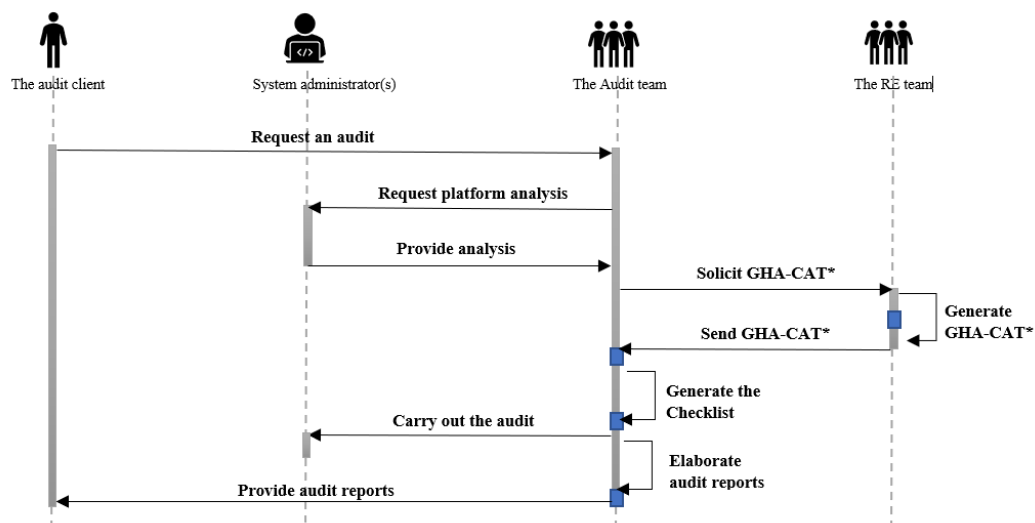 The audit client
System administrator(s)
The Audit team
The RE team
Request an audit
Request platform analysis
Provide analysis
Solicit GHA-CAT*
Generate
GHA-CAT*
Send GHA-CAT*
Generate the
Checklist
Carry out the audit
Elaborate
audit reports
Provide audit reports